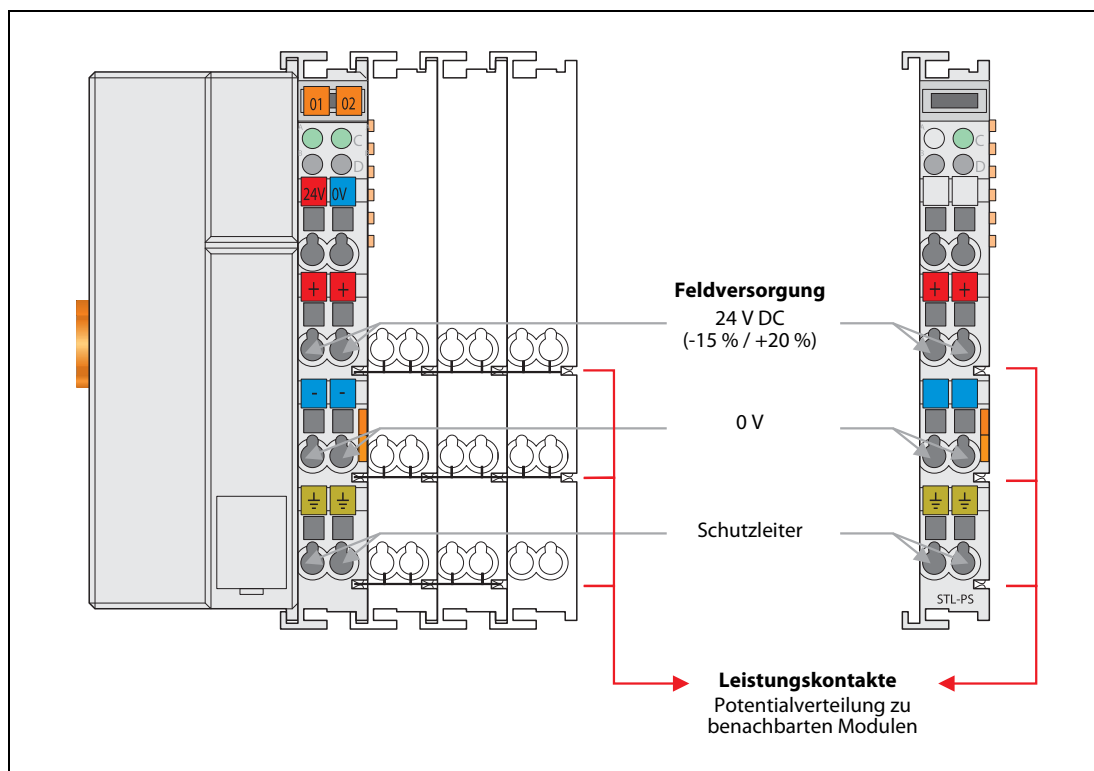 01 02
A C
B D
24V 0V
+ +
- -
Feldversorgung
24 V DC
(-15 % / +20 %)
0 V
Schutzleiter
Leistungskontakte
Potentialverteilung zu
benachbarten Modulen
A C
B D
+ +
STL-PS